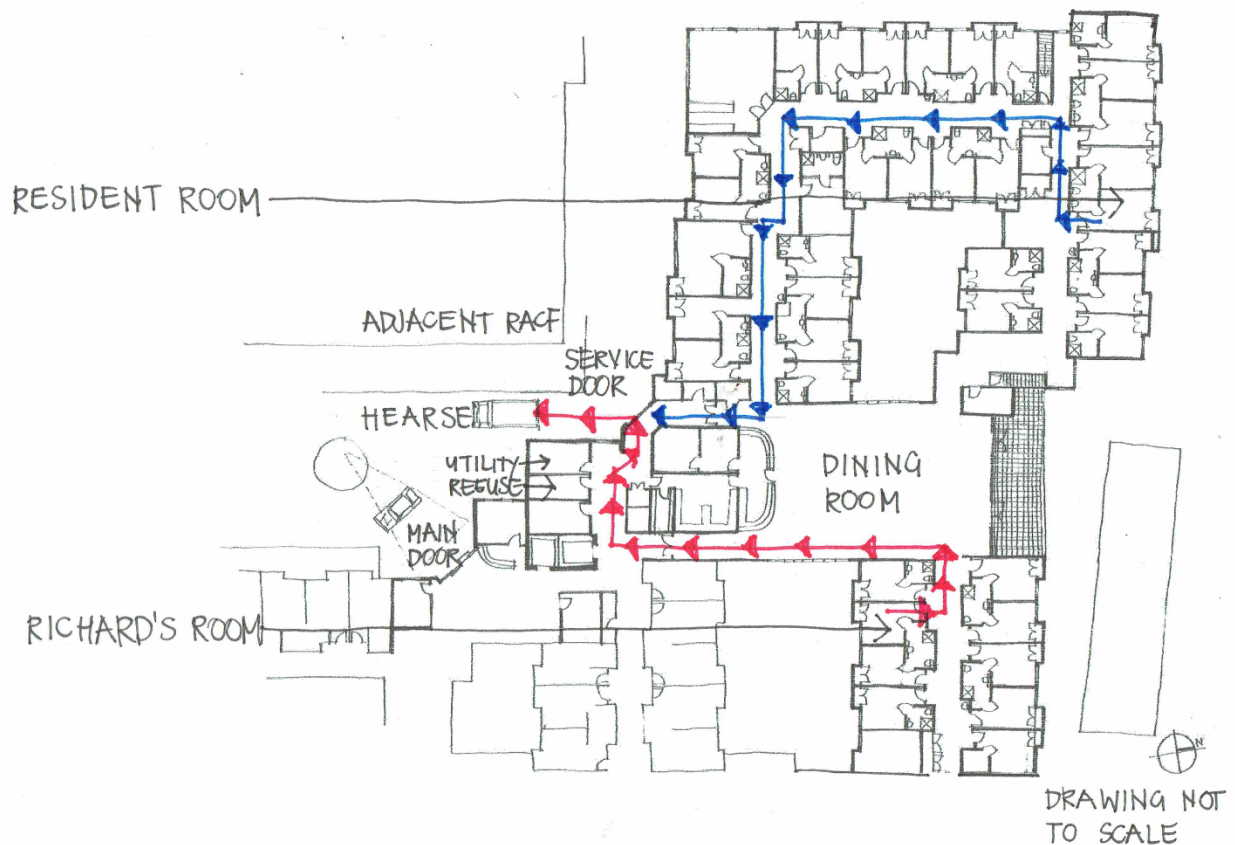 RESIDENT ROOM
ADJACENT RACF
SERVICE
DOOR
HEARSE
UTILITY
REFUSE
DINING
ROOM
MAIN
DOOR
RICHARD'S ROOM
N
DRAWING NOT
TO SCALE